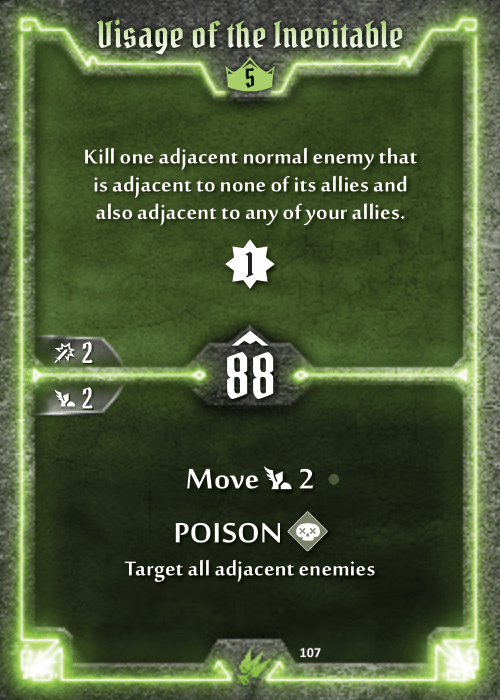 Visage of the Inevitable
5
Kill one adjacent normal enemy that
is adjacent to none of its allies and
also adjacent to any of your allies.
1
2
88
2
Move 2
POISON
Target all adjacent enemies
107